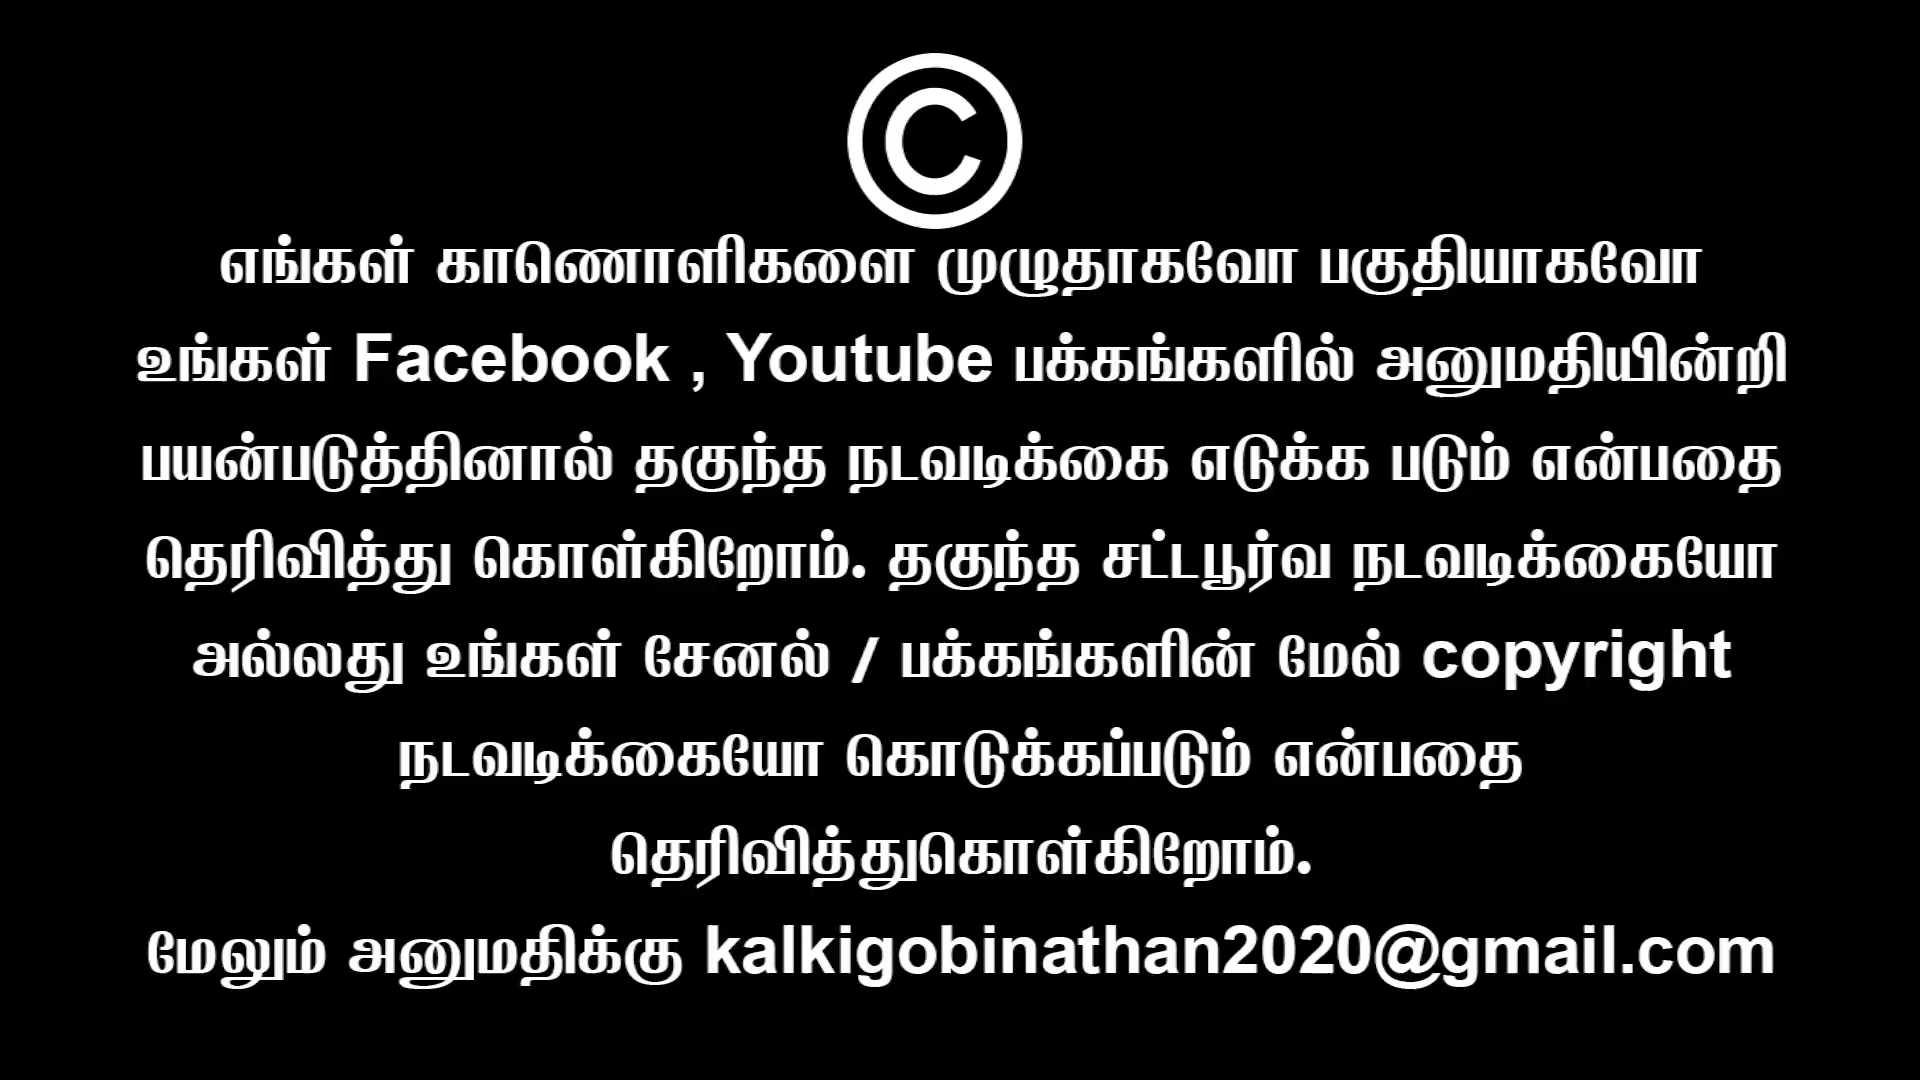 ©
எங்கள் காணொளிகளை முழுதாகவோ பகுதியாகவோ
உங்கள் Facebook , Youtube பக்கங்களில் அனுமதியின்றி
பயன்படுத்தினால் தகுந்த நடவடிக்கை எடுக்க படும் என்பதை
தெரிவித்து கொள்கிறோம். தகுந்த சட்டபூர்வ நடவடிக்கையோ
அல்லது உங்கள் சேனல் / பக்கங்களின் மேல் copyright
நடவடிக்கையோ கொடுக்கப்படும் என்பதை
தெரிவித்துகொள்கிறோம்.
மேலும் அனுமதிக்கு kalkigobinathan2020@gmail.com